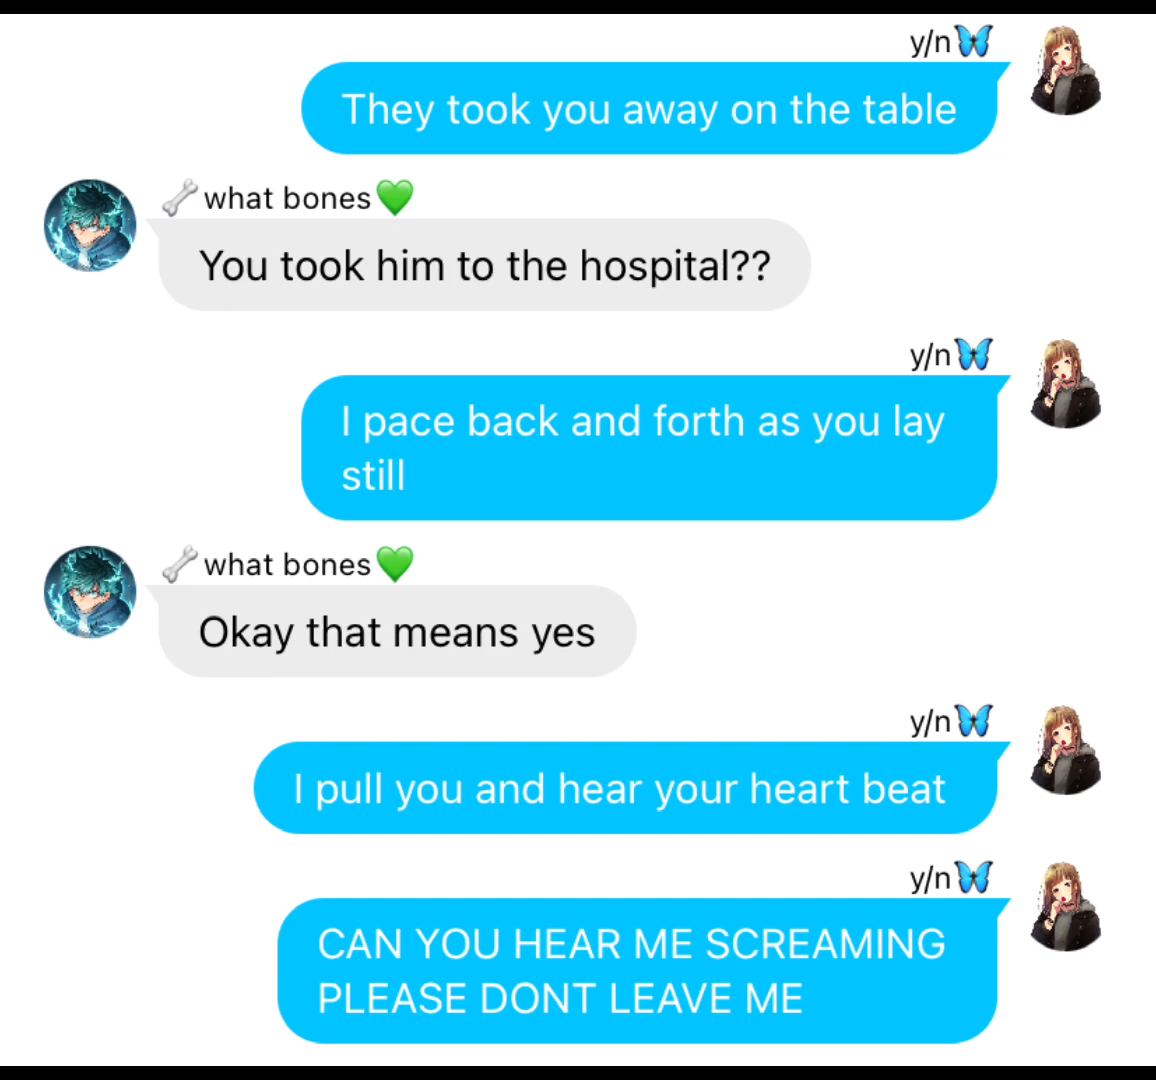 y/n🦋
They took you away on the table
🦴what bones💚
You took him to the hospital??
y/n🦋
I pace back and forth as you lay
still
🦴what bones💚
Okay that means yes
y/n🦋
I pull you and hear your heart beat
y/n🦋
CAN YOU HEAR ME SCREAMING
PLEASE DONT LEAVE ME